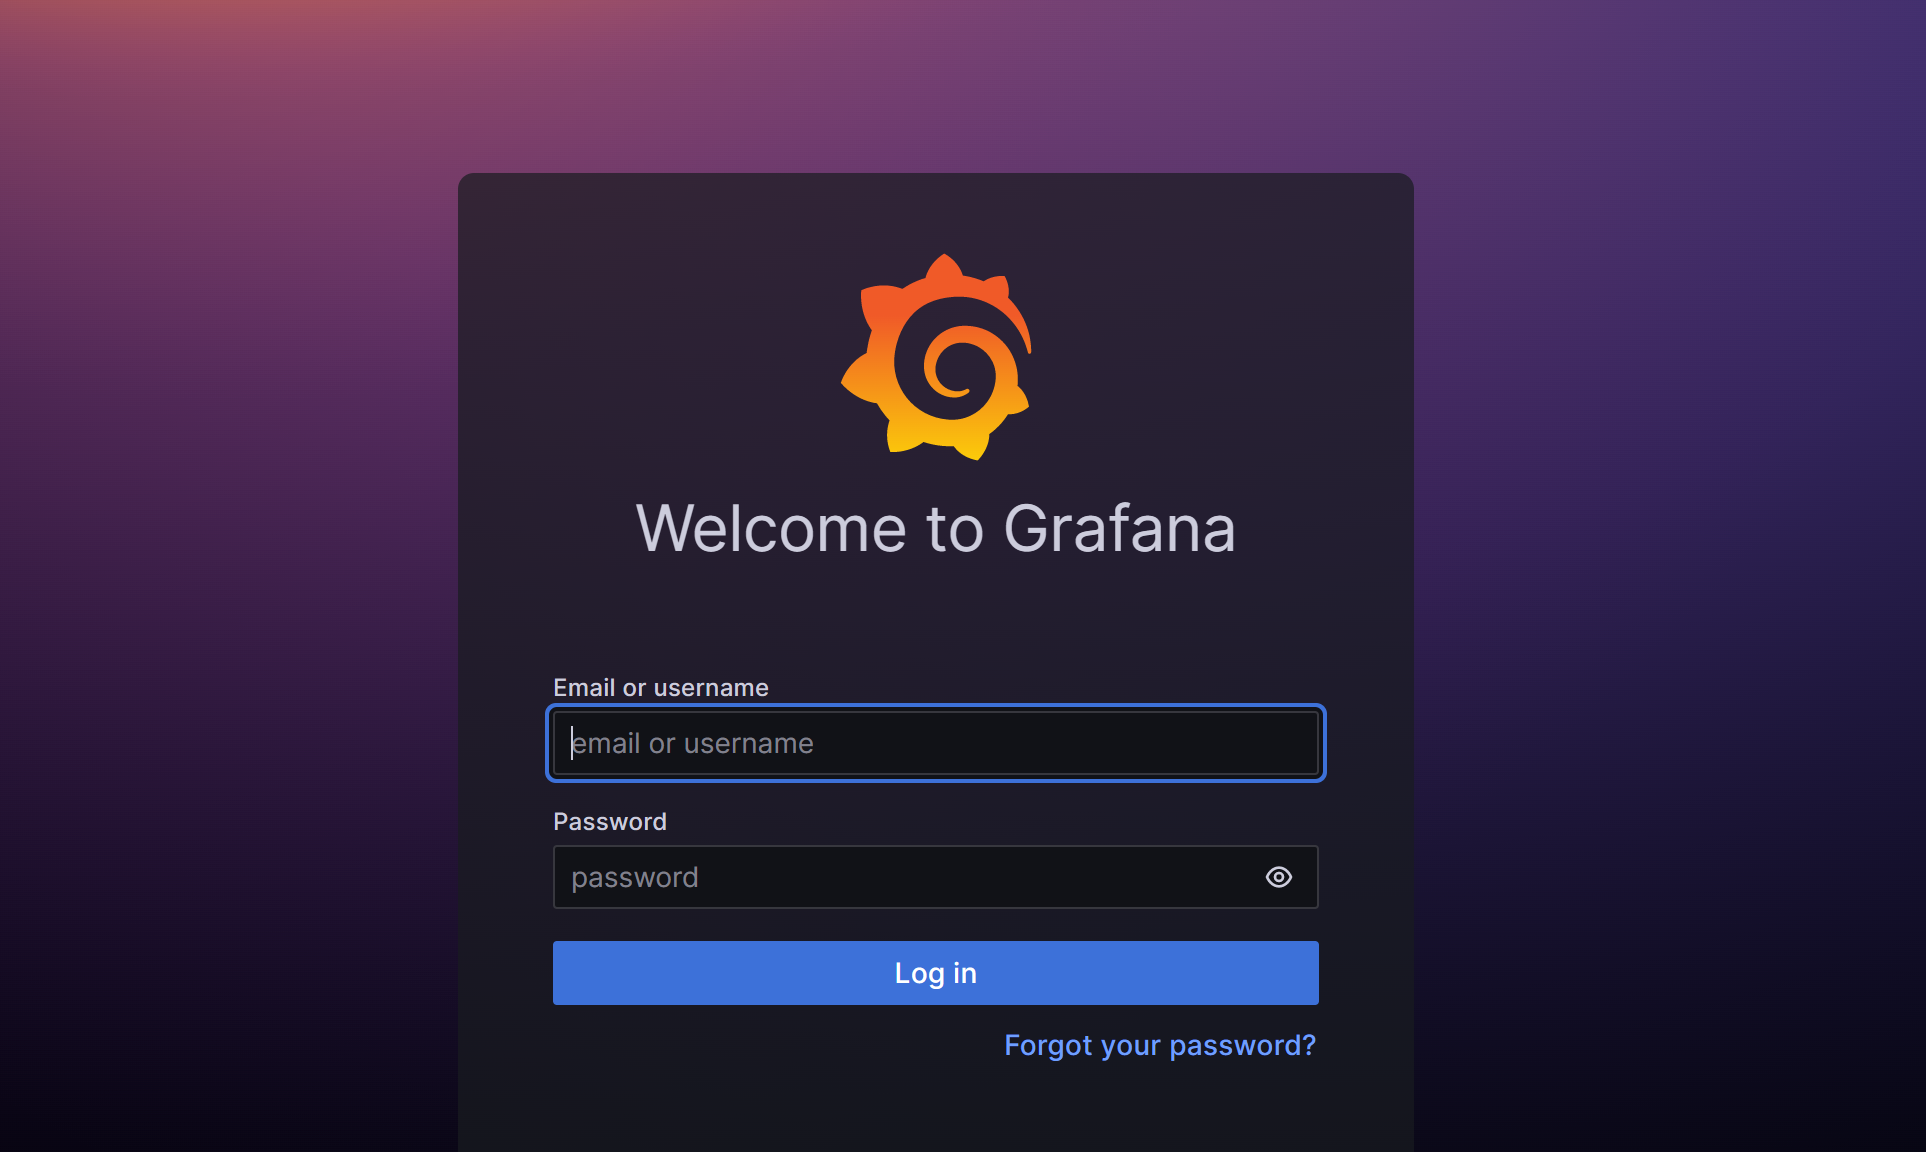 Welcome to Grafana
Email or username
email or username
Password
password
Log in
Forgot your password?